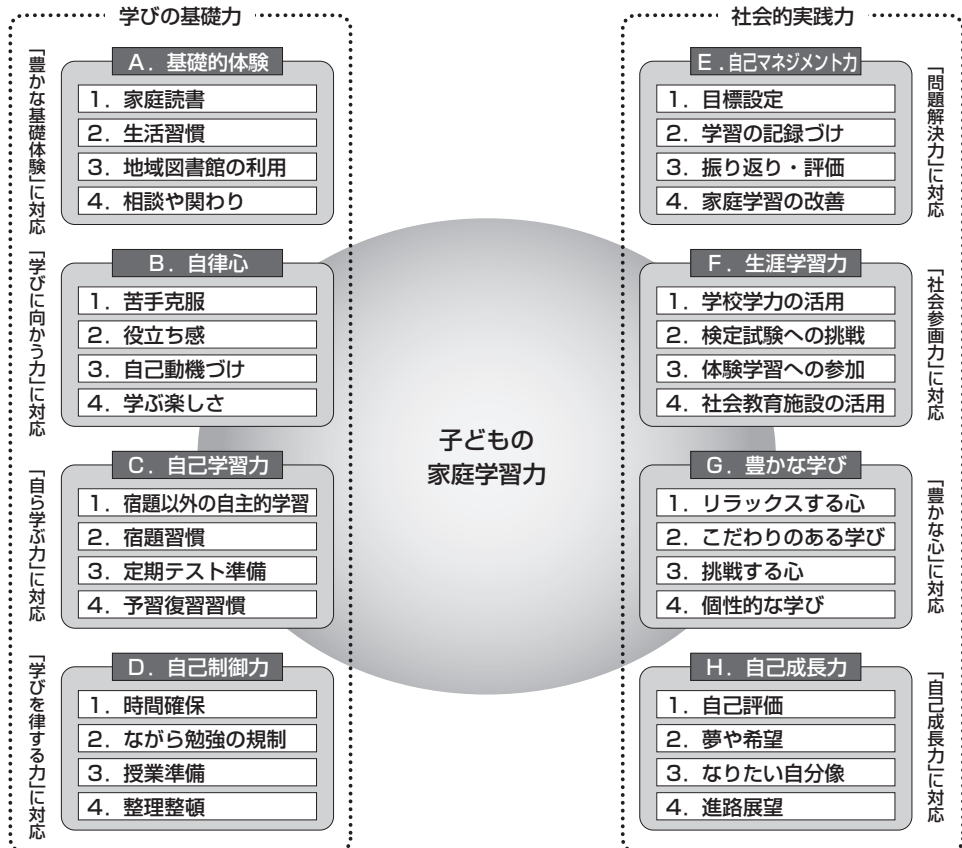 学びの基礎力
「豊かな基礎体験」に対応
A．基礎的体験
1．家庭読書
2．生活習慣
3．地域図書館の利用
4．相談や関わり
「学びに向かう力」に対応
B．自律心
1．苦手克服
2．役立ち感
3．自己動機づけ
4．学ぶ楽しさ
「自ら学ぶ力」に対応
C．自己学習力
1．宿題以外の自主的学習
2．宿題習慣
3．定期テスト準備
4．予習復習習慣
「学びを律する力」に対応
D．自己制御力
1．時間確保
2．ながら勉強の規制
3．授業準備
4．整理整頓
子どもの
家庭学習力
社会的実践力
E．自己マネジメント力
1．目標設定
2．学習の記録づけ
3．振り返り・評価
4．家庭学習の改善
「問題解決力」に対応
F．生涯学習力
1．学校学力の活用
2．検定試験への挑戦
3．体験学習への参加
4．社会教育施設の活用
「社会参画力」に対応
G．豊かな学び
1．リラックスする心
2．こだわりのある学び
3．挑戦する心
4．個性的な学び
「豊かな心」に対応
H．自己成長力
1．自己評価
2．夢や希望
3．なりたい自分像
4．進路展望
「自己成長力」に対応